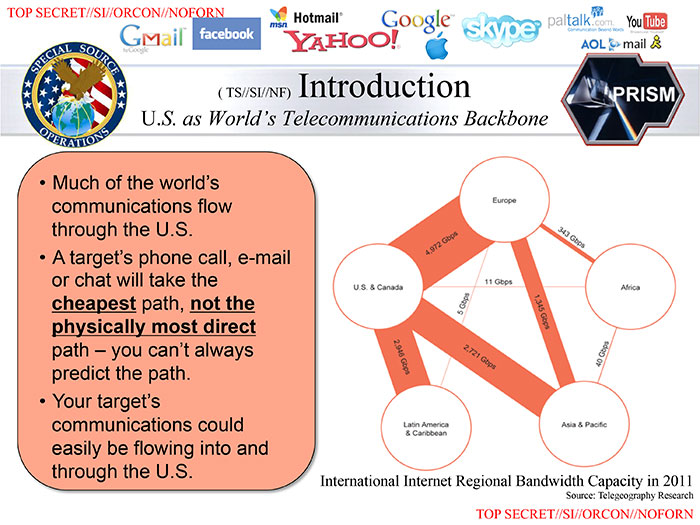 TOP SECRET//SI//ORCON//NOFORN
Gmail
by Google
facebook
msn
Hotmail
YAHOO!
Google
skype
paltalk.com
Communication Beyond Words
YouTube
AOL mail
SPECIAL SOURCE
OPERATIONS
( TS//SI//NF) Introduction
U.S. as World's Telecommunications Backbone
PRISM
• Much of the world's
communications flow
through the U.S.
• A target's phone call, e-mail
or chat will take the
cheapest path, not the
physically most direct
path – you can't always
predict the path.
• Your target's
communications could
easily be flowing into and
through the U.S.
Europe
4,972 Gbps
343 Gbps
U.S. & Canada
11 Gbps
Africa
5 Gbps
1,345 Gbps
2,946 Gbps
2,721 Gbps
40 Gbps
Latin America
& Caribbean
Asia & Pacific
International Internet Regional Bandwidth Capacity in 2011
Source: Telegeography Research
TOP SECRET//SI//ORCON//NOFORN